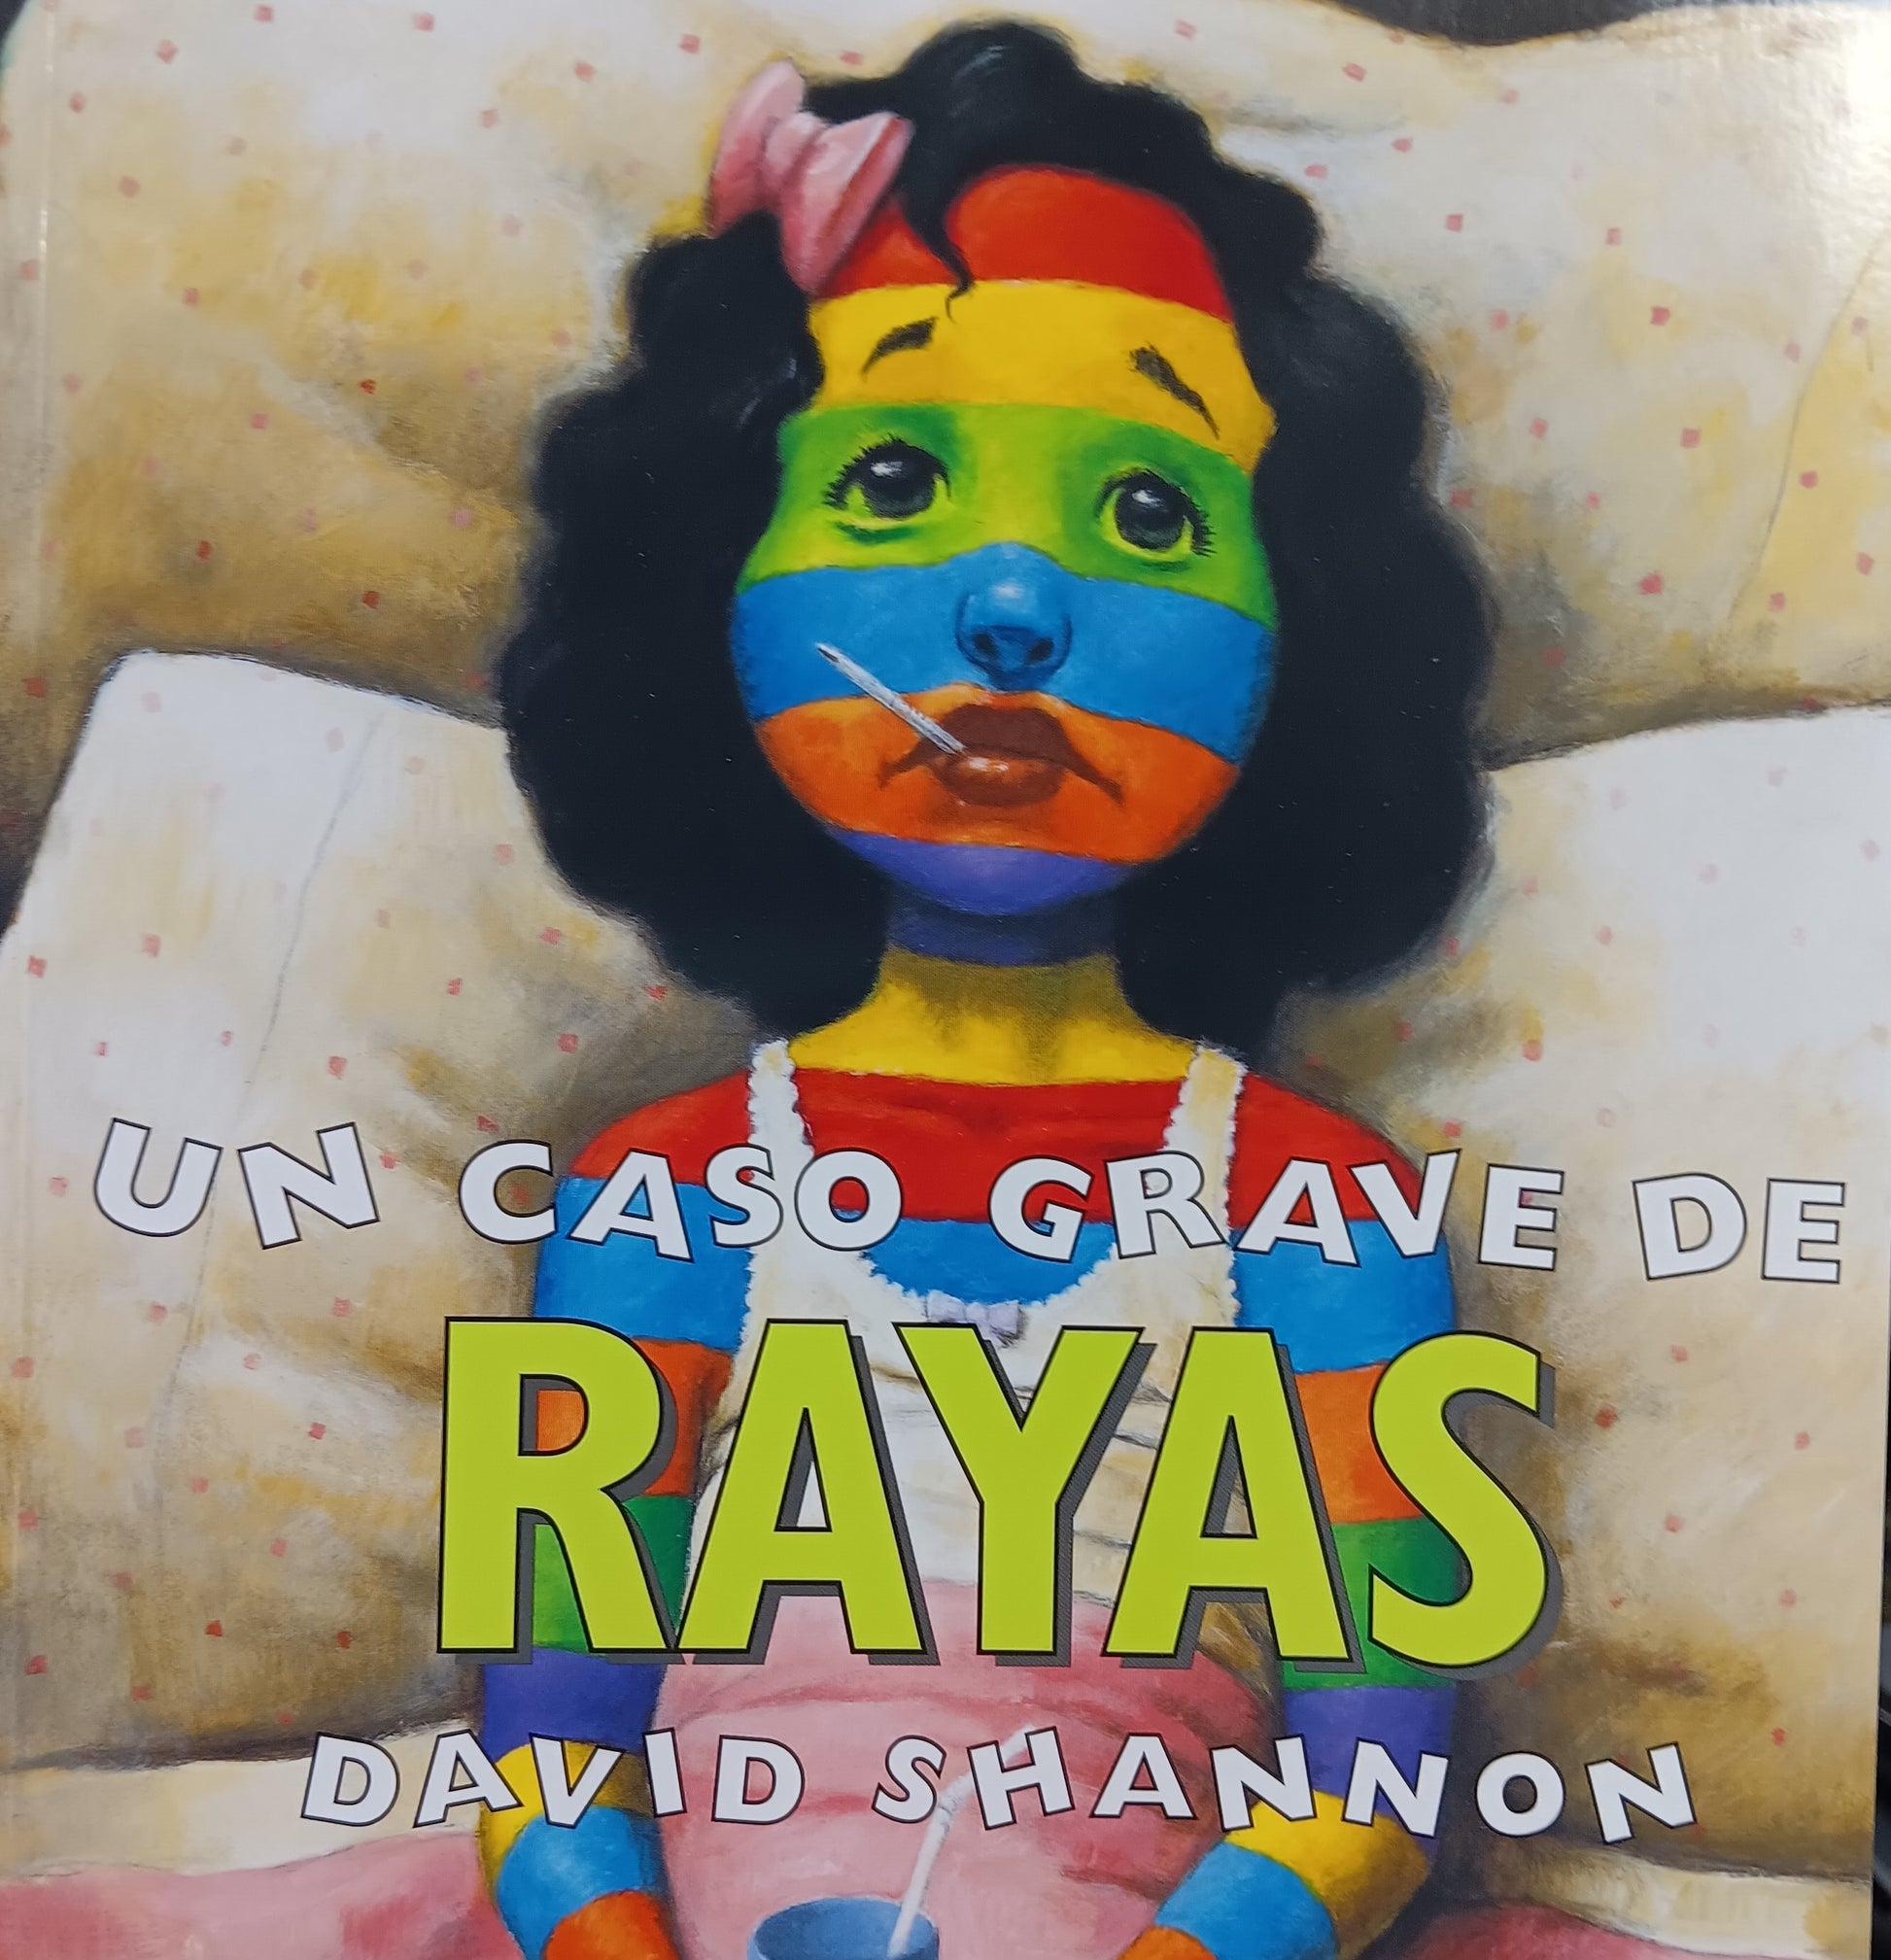 UN CASO GRAVE DE
RAYAS
DAVID SHANNON